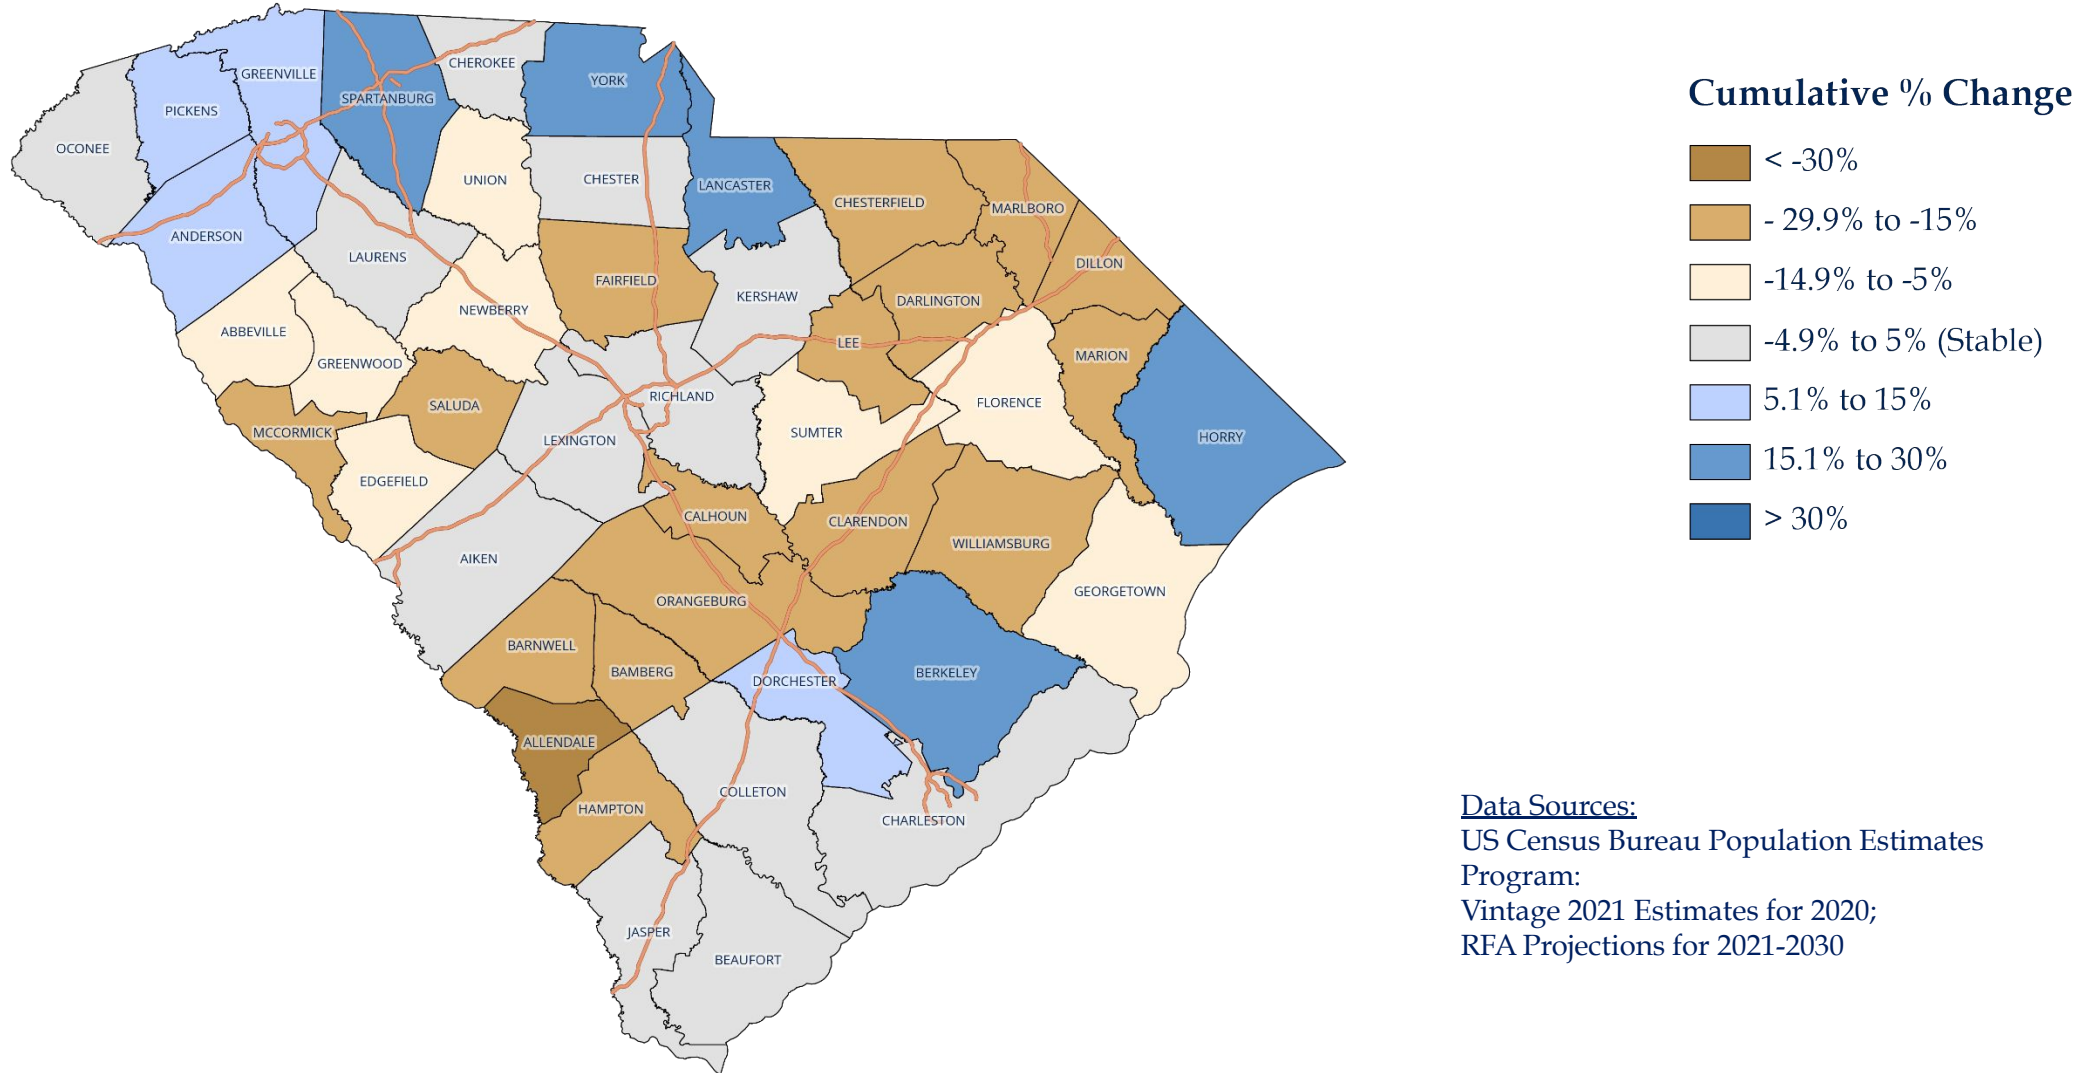 GREENVILLE
CHEROKEE
YORK
SPARTANBURG
PICKENS
OCONEE
UNION
CHESTER
LANCASTER
CHESTERFIELD
MARLBORO
ANDERSON
LAURENS
DILLON
FAIRFIELD
KERSHAW
DARLINGTON
NEWBERRY
ABBEVILLE
LEE
MARION
GREENWOOD
RICHLAND
FLORENCE
SALUDA
MCCORMICK
LEXINGTON
SUMTER
HORRY
EDGEFIELD
CALHOUN
CLARENDON
WILLIAMSBURG
AIKEN
GEORGETOWN
ORANGEBURG
BARNWELL
BAMBERG
DORCHESTER
BERKELEY
ALLENDALE
COLLETON
HAMPTON
CHARLESTON
JASPER
BEAUFORT
Cumulative % Change
< -30%
- 29.9% to -15%
-14.9% to -5%
-4.9% to 5% (Stable)
5.1% to 15%
15.1% to 30%
> 30%
Data Sources:
US Census Bureau Population Estimates
Program:
Vintage 2021 Estimates for 2020;
RFA Projections for 2021-2030